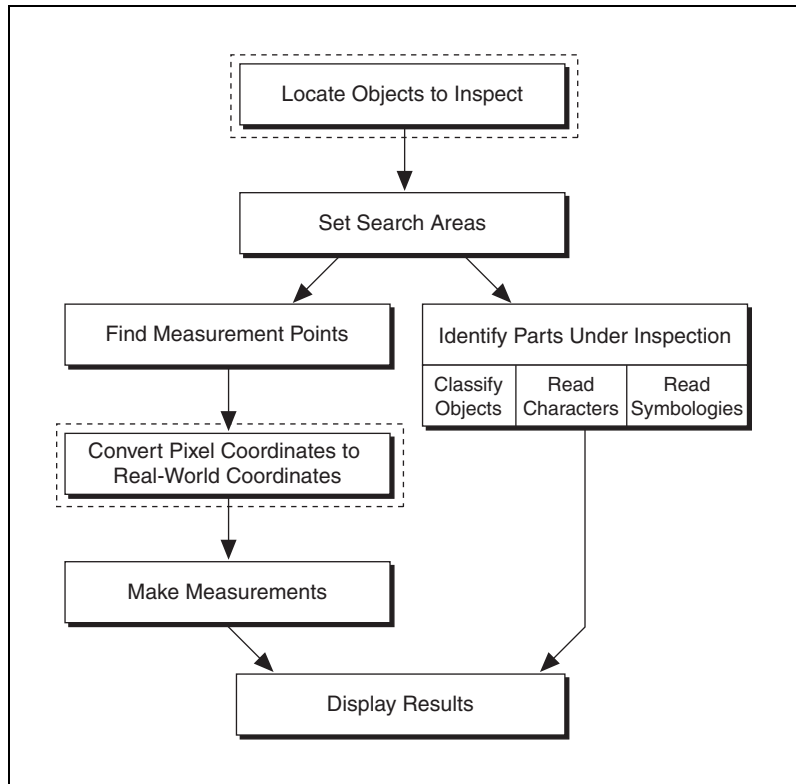 Locate Objects to Inspect
Set Search Areas
Find Measurement Points
Identify Parts Under Inspection
Classify
Objects
Read
Characters
Read
Symbologies
Convert Pixel Coordinates to
Real-World Coordinates
Make Measurements
Display Results